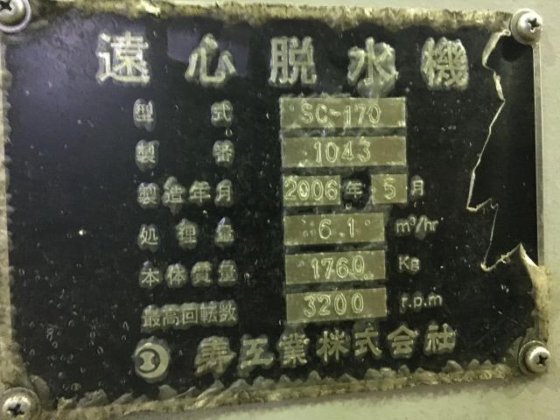 遠心脱水機
型式 SC-170
製番 1043
製造年月 2006年5月
処理量 6.1 m³/hr
本体質量 1760 Kg
最高回転数 3200 r.p.m
寿工業株式会社